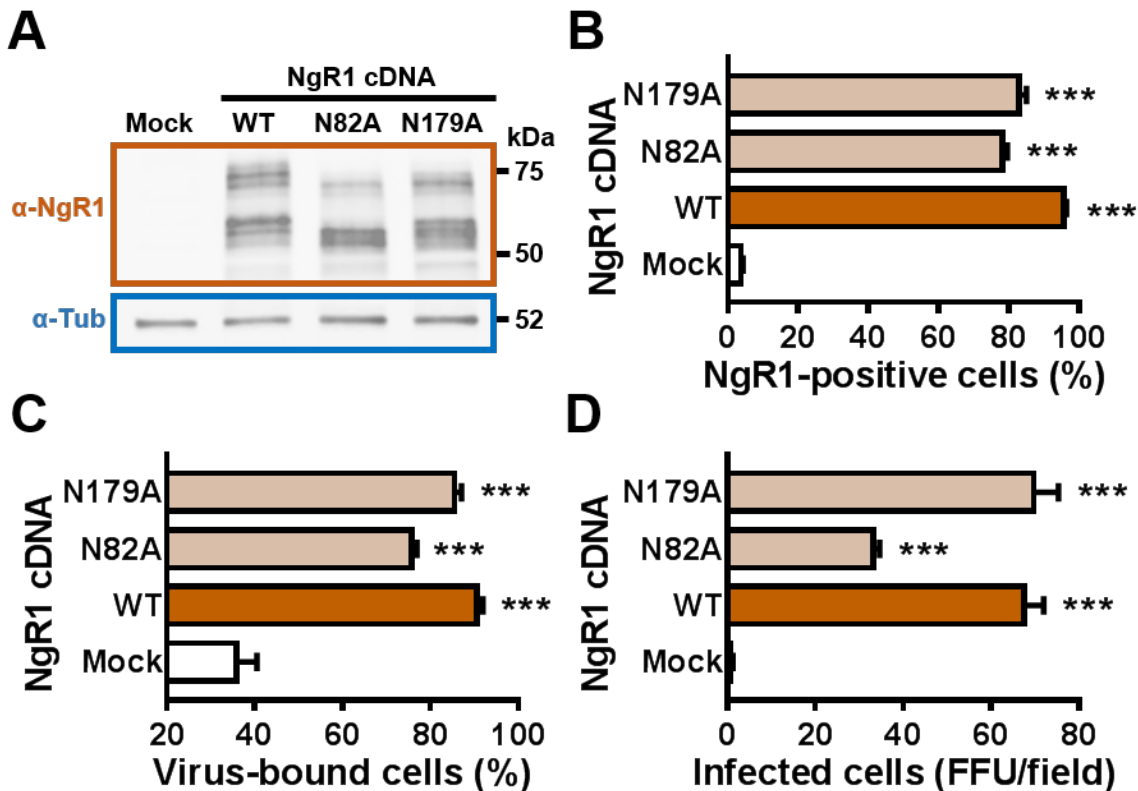 A
NgR1 cDNA
Mock WT N82A N179A kDa
α-NgR1
75
50
α-Tub
52
B
NgR1 cDNA
N179A ***
N82A ***
WT ***
Mock
0 20 40 60 80 100
NgR1-positive cells (%)
C
NgR1 cDNA
N179A ***
N82A ***
WT ***
Mock
20 40 60 80 100
Virus-bound cells (%)
D
NgR1 cDNA
N179A ***
N82A ***
WT ***
Mock
0 20 40 60 80
Infected cells (FFU/field)